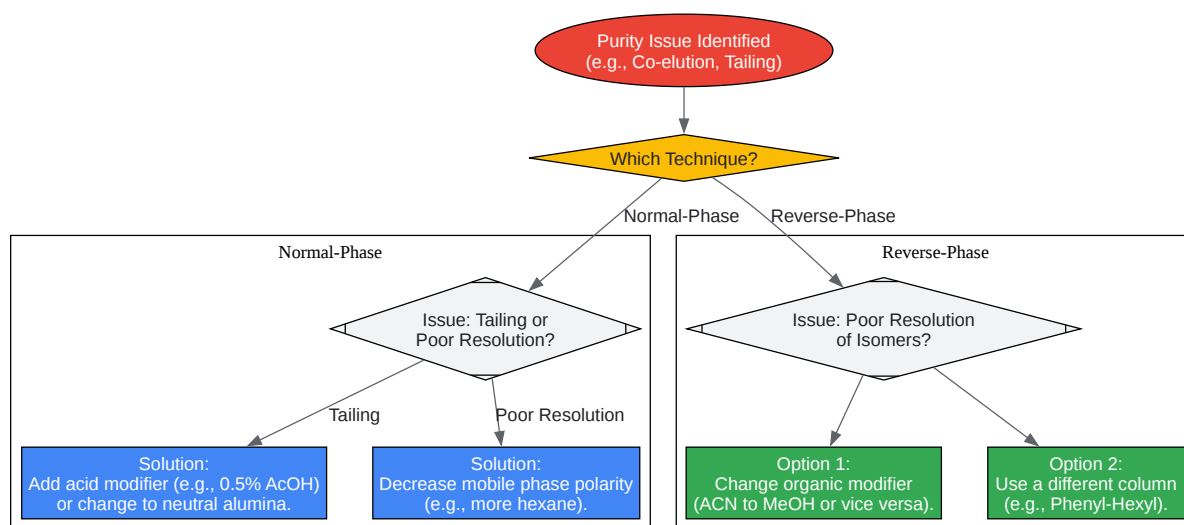 Purity Issue Identified
(e.g., Co-elution, Tailing)
Which Technique?
Normal-Phase
Reverse-Phase
Normal-Phase
Reverse-Phase
Issue: Tailing or
Poor Resolution?
Issue: Poor Resolution
of Isomers?
Tailing
Poor Resolution
Solution:
Add acid modifier (e.g., 0.5% AcOH)
or change to neutral alumina.
Solution:
Decrease mobile phase polarity
(e.g., more hexane).
Option 1:
Change organic modifier
(ACN to MeOH or vice versa).
Option 2:
Use a different column
(e.g., Phenyl-Hexyl).